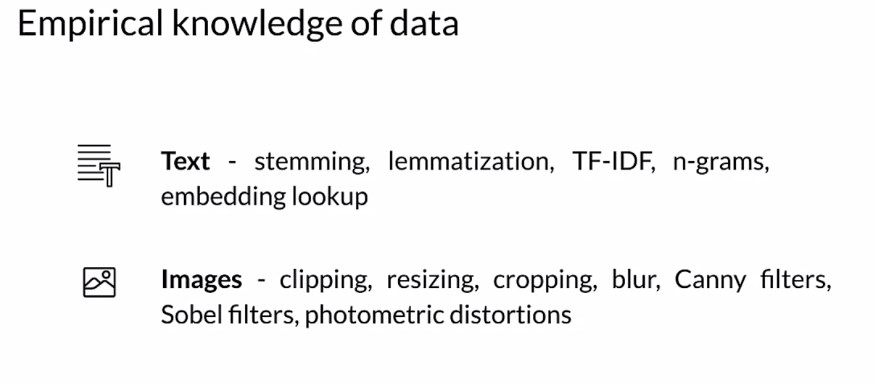 Empirical knowledge of data
Text - stemming, lemmatization, TF-IDF, n-grams,
embedding lookup
Images - clipping, resizing, cropping, blur, Canny filters,
Sobel filters, photometric distortions